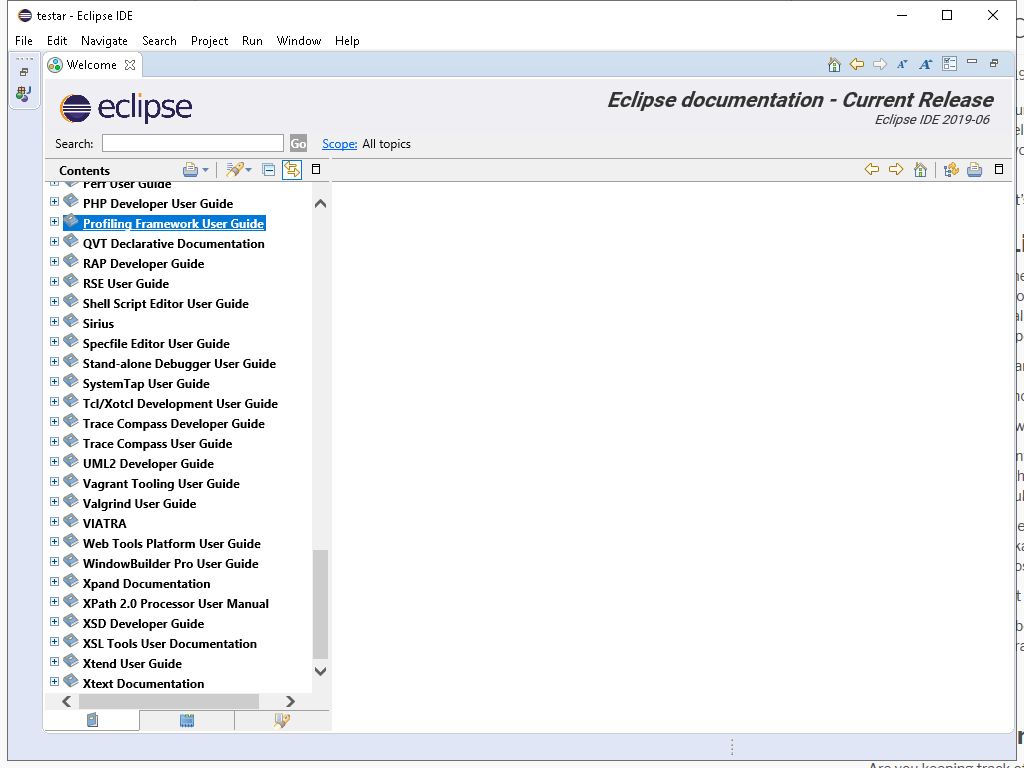 testar - Eclipse IDE
File Edit Navigate Search Project Run Window Help
Welcome
eclipse
Eclipse documentation - Current Release
Eclipse IDE 2019-06
Search: Go Scope: All topics
Contents
Perf User Guide
PHP Developer User Guide
Profiling Framework User Guide
QVT Declarative Documentation
RAP Developer Guide
RSE User Guide
Shell Script Editor User Guide
Sirius
Specfile Editor User Guide
Stand-alone Debugger User Guide
SystemTap User Guide
Tcl/Xotcl Development User Guide
Trace Compass Developer Guide
Trace Compass User Guide
UML2 Developer Guide
Vagrant Tooling User Guide
Valgrind User Guide
VIATRA
Web Tools Platform User Guide
WindowBuilder Pro User Guide
Xpand Documentation
XPath 2.0 Processor User Manual
XSD Developer Guide
XSL Tools User Documentation
Xtend User Guide
Xtext Documentation
Are you keeping track of